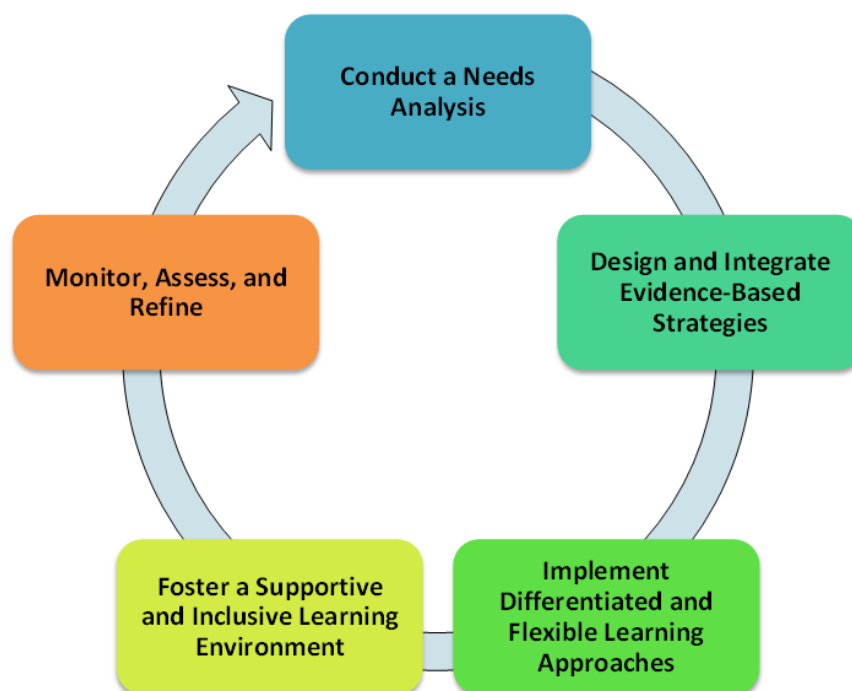 Conduct a Needs
Analysis
Design and Integrate
Evidence-Based
Strategies
Implement
Differentiated and
Flexible Learning
Approaches
Foster a Supportive
and Inclusive Learning
Environment
Monitor, Assess, and
Refine